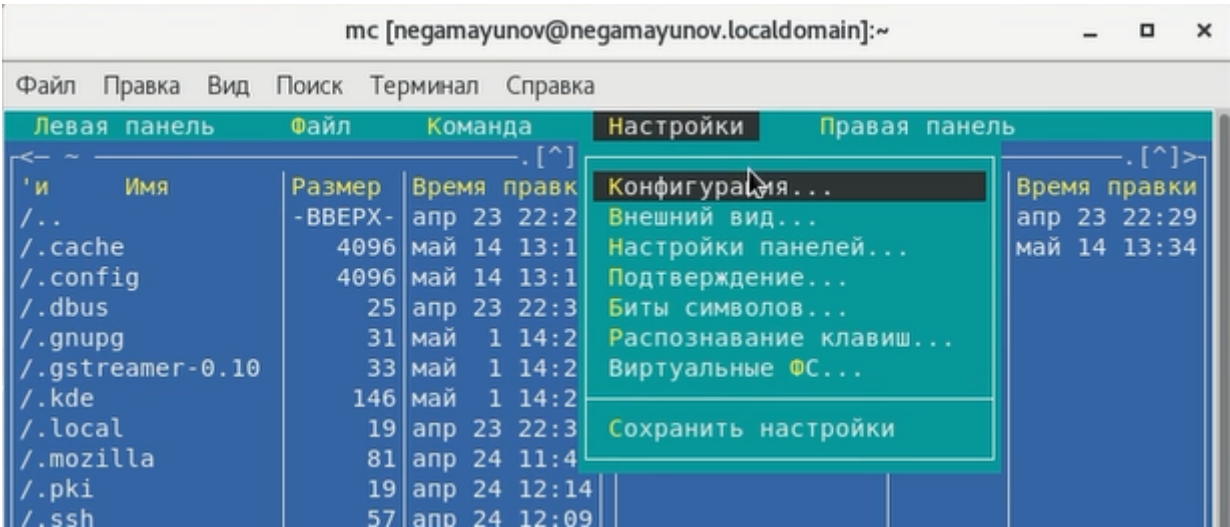 mc [negamayunov@negamayunov.localdomain]:~
Файл Правка Вид Поиск Терминал Справка
Левая панель Файл Команда Настройки Правая панель
<— ~ .[^] .[^]>
'и Имя Размер Время правк Конфигурация... Время правки
/.. -ВВЕРХ- апр 23 22:2 Внешний вид... апр 23 22:29
/.cache 4096 май 14 13:1 Настройки панелей... май 14 13:34
/.config 4096 май 14 13:1 Подтверждение...
/.dbus 25 апр 23 22:3 Биты символов...
/.gnupg 31 май 1 14:2 Распознавание клавиш...
/.gstreamer-0.10 33 май 1 14:2 Виртуальные ФС...
/.kde 146 май 1 14:2
/.local 19 апр 23 22:3 Сохранить настройки
/.mozilla 81 апр 24 11:4
/.pki 19 апр 24 12:14
/.ssh 57 апр 24 12:09